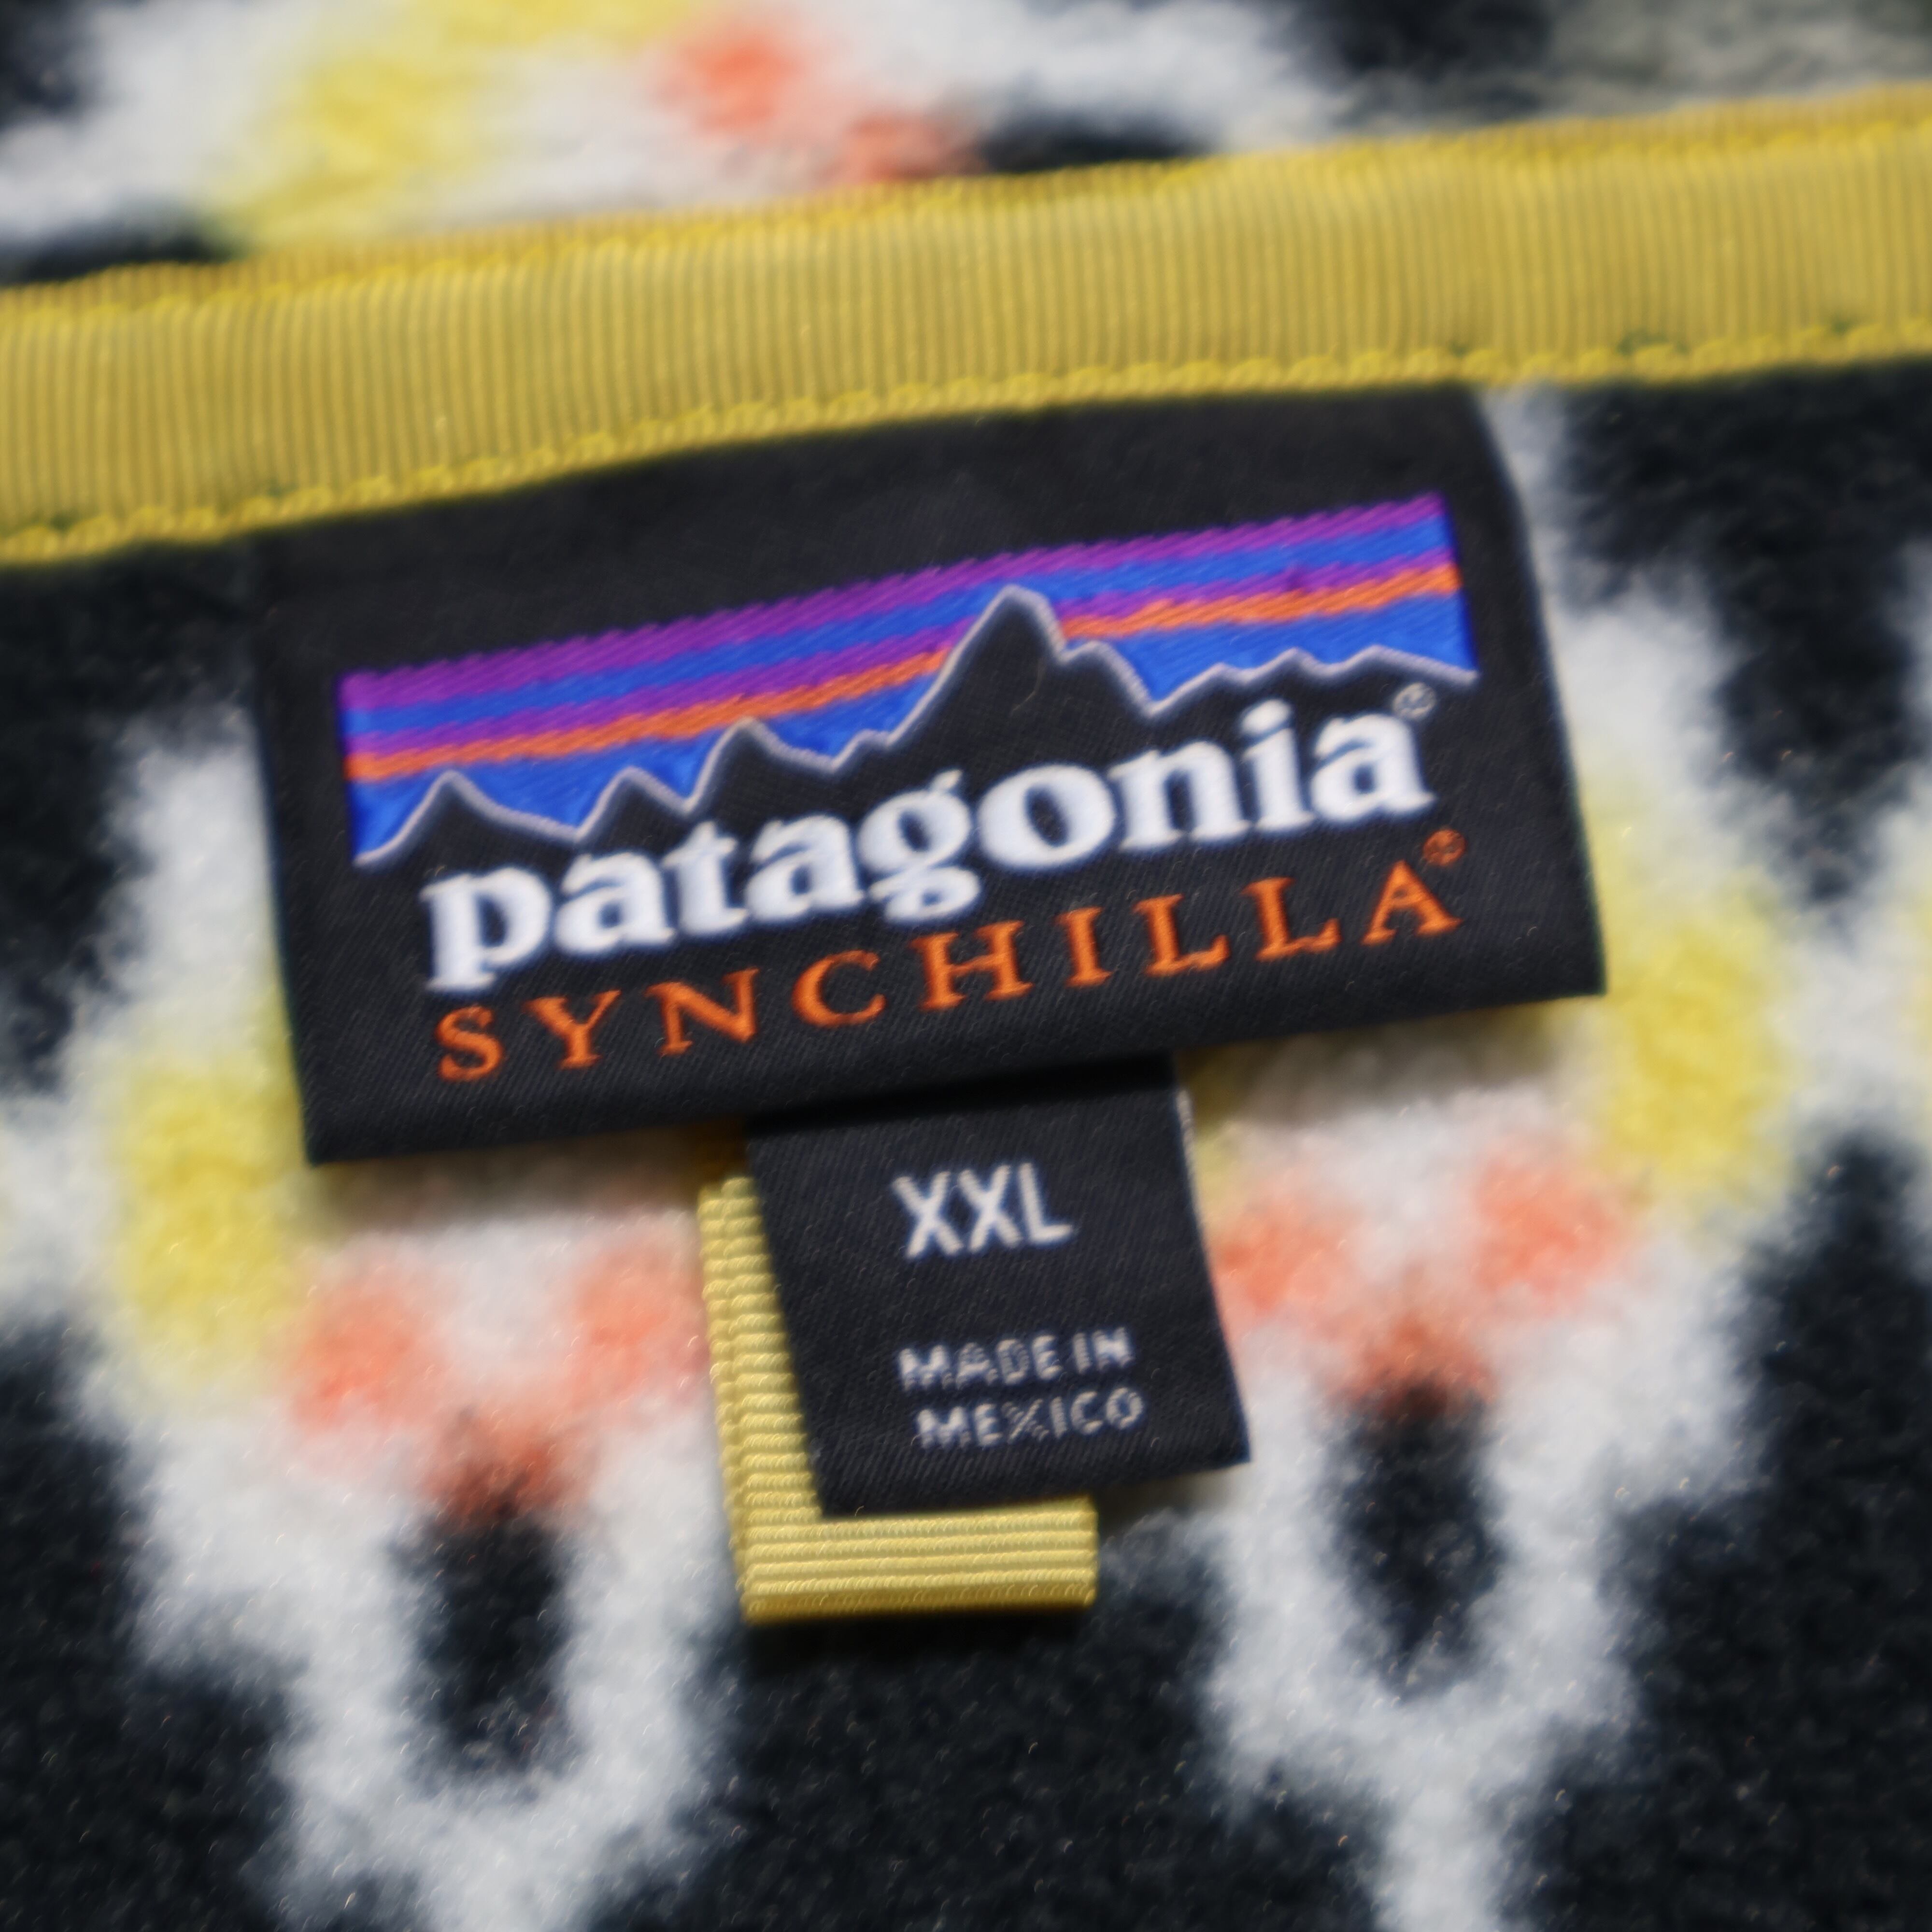 patagonia®
SYNCHILLA®
XXL
MADE IN
MEXICO